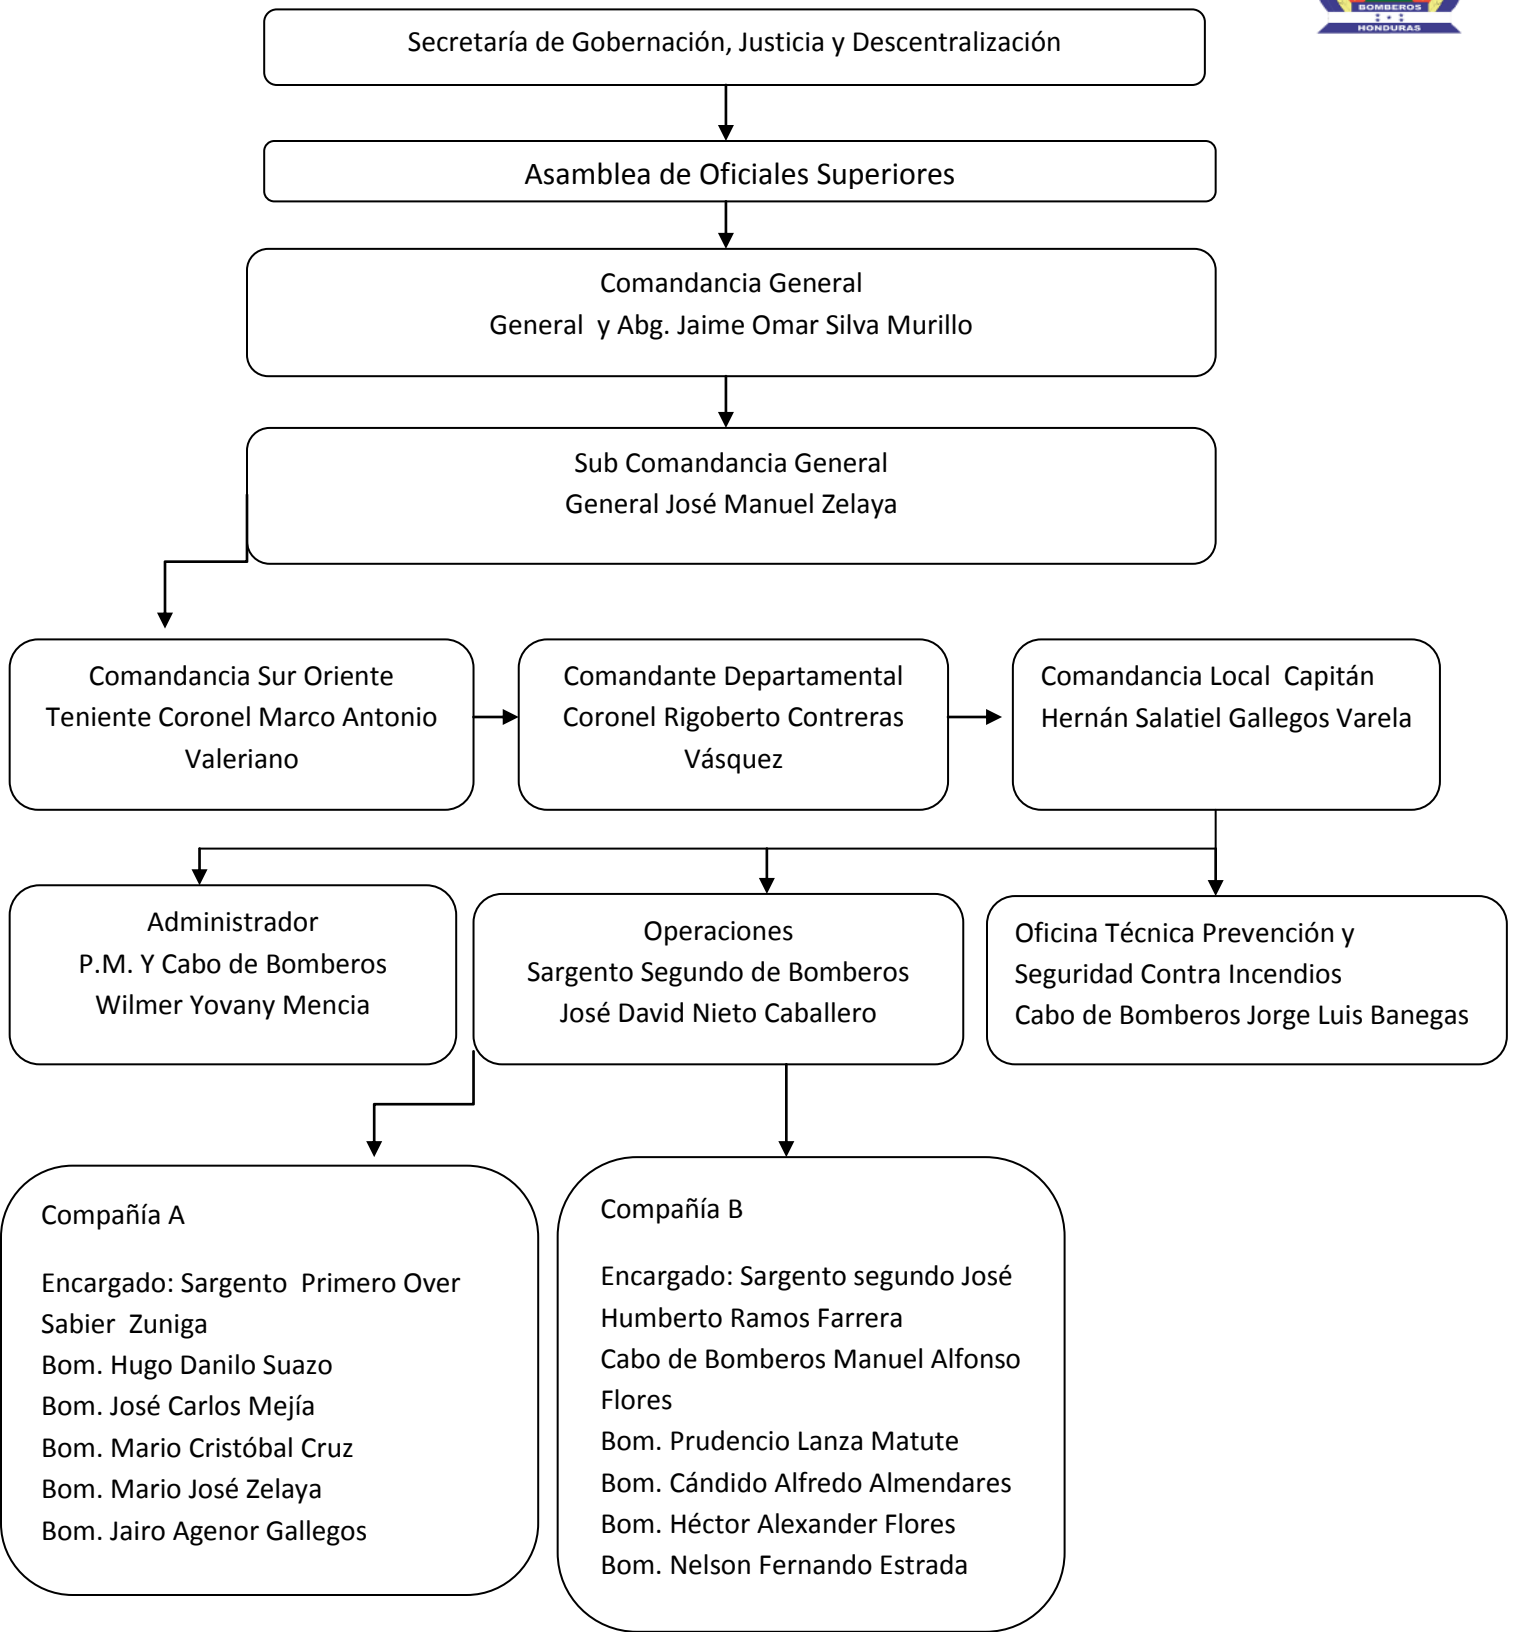 BOMBEROS
HONDURAS
Secretaría de Gobernación, Justicia y Descentralización
Asamblea de Oficiales Superiores
Comandancia General
General  y Abg. Jaime Omar Silva Murillo
Sub Comandancia General
General José Manuel Zelaya
Comandancia Sur Oriente
Teniente Coronel Marco Antonio
Valeriano
Comandante Departamental
Coronel Rigoberto Contreras
Vásquez
Comandancia Local  Capitán
Hernán Salatiel Gallegos Varela
Administrador
P.M. Y Cabo de Bomberos
Wilmer Yovany Mencia
Operaciones
Sargento Segundo de Bomberos
José David Nieto Caballero
Oficina Técnica Prevención y
Seguridad Contra Incendios
Cabo de Bomberos Jorge Luis Banegas
Compañía A
Encargado: Sargento  Primero Over
Sabier  Zuniga
Bom. Hugo Danilo Suazo
Bom. José Carlos Mejía
Bom. Mario Cristóbal Cruz
Bom. Mario José Zelaya
Bom. Jairo Agenor Gallegos
Compañía B
Encargado: Sargento segundo José
Humberto Ramos Farrera
Cabo de Bomberos Manuel Alfonso
Flores
Bom. Prudencio Lanza Matute
Bom. Cándido Alfredo Almendares
Bom. Héctor Alexander Flores
Bom. Nelson Fernando Estrada